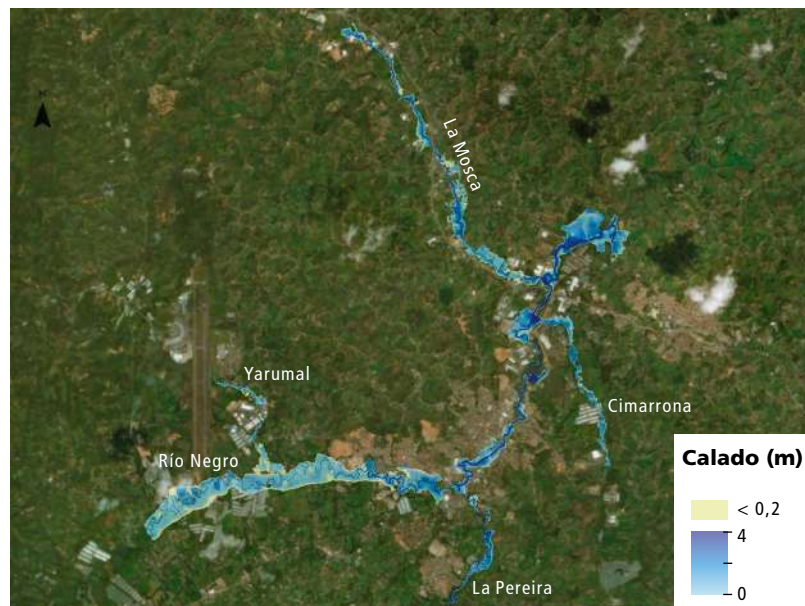 La Mosca
Yarumal
Cimarrona
Río Negro
La Pereira
Calado (m)
< 0,2
4
0